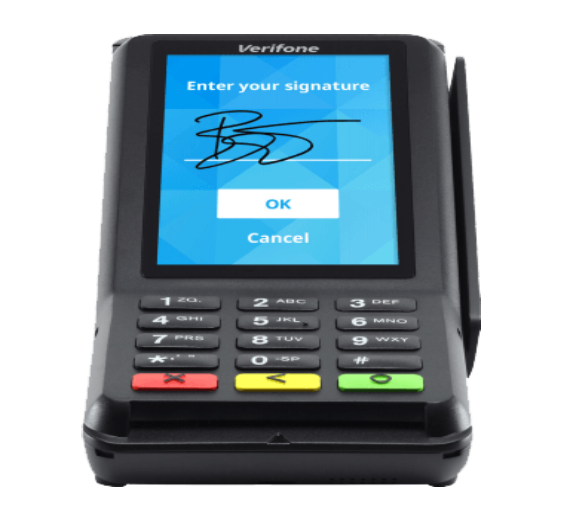 Verifone
Enter your signature
OK
Cancel
1 ZQ. 2 ABC 3 DEF
4 GHI 5 JKL 6 MNO
7 PRS 8 TUV 9 WXY
*,'" 0 -SP #
X < O